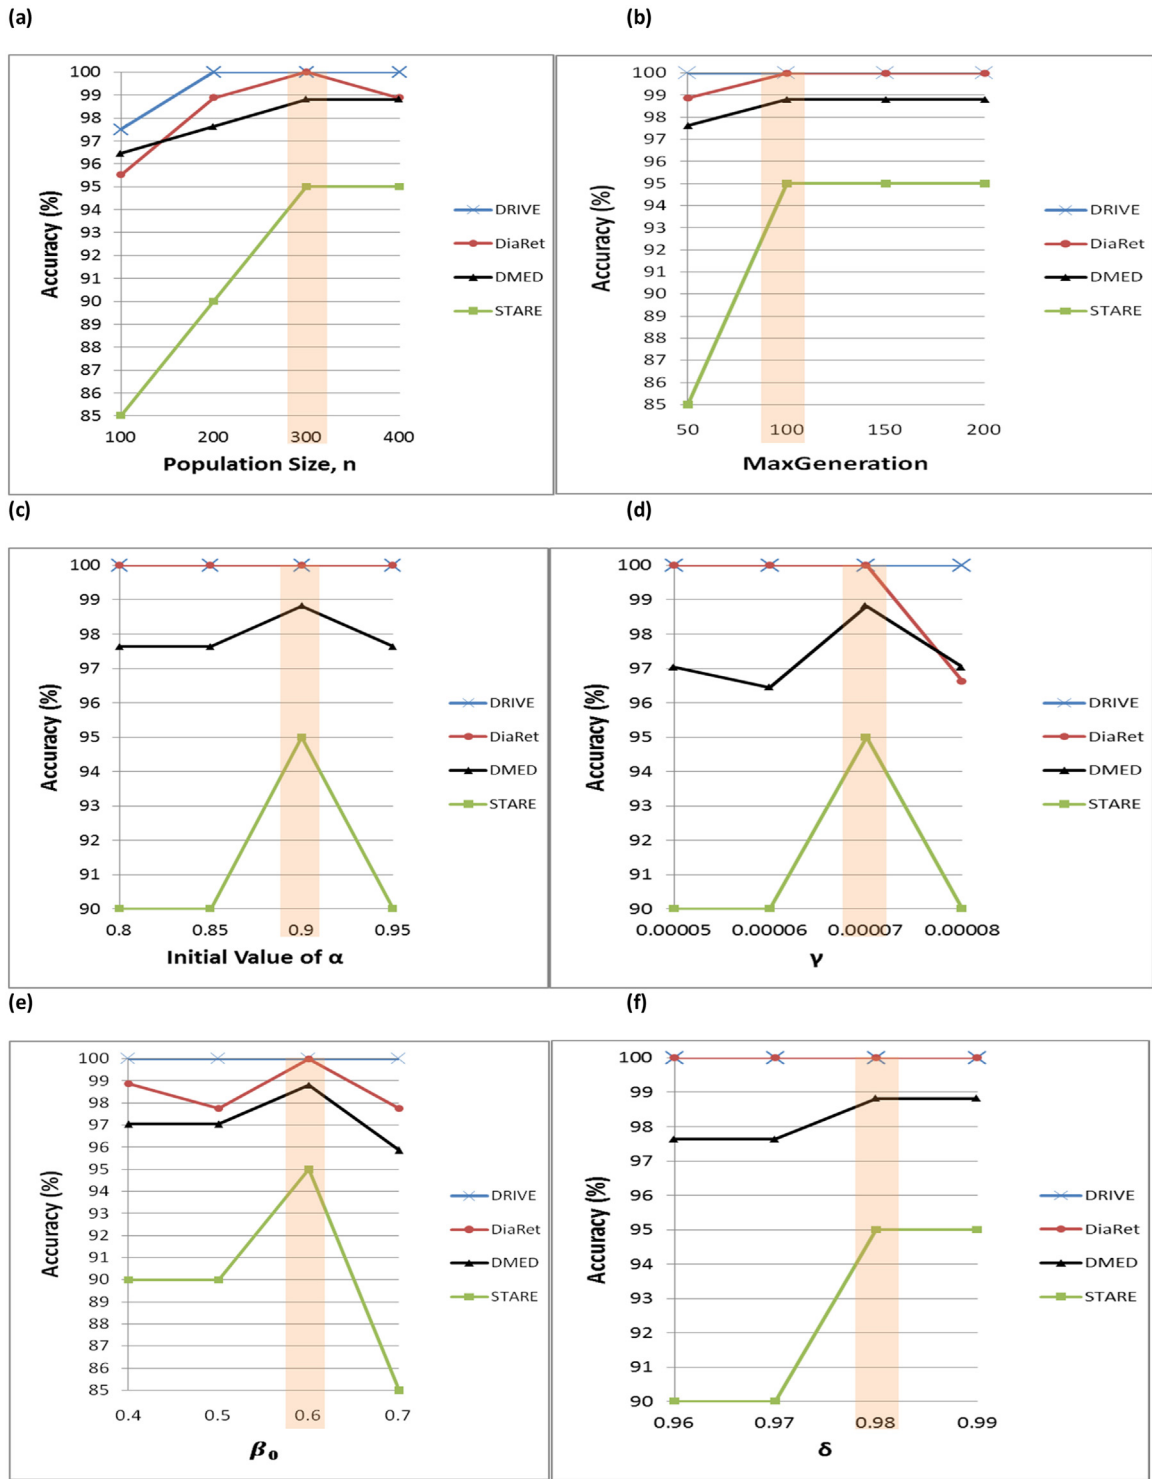 (a)
100
99
98
97
96
95
94
93
92
91
90
89
88
87
86
85
100 200 300 400
Accuracy (%)
Population Size, n
DRIVE
DiaRet
DMED
STARE
(b)
100
99
98
97
96
95
94
93
92
91
90
89
88
87
86
85
50 100 150 200
Accuracy (%)
MaxGeneration
DRIVE
DiaRet
DMED
STARE
(c)
100
99
98
97
96
95
94
93
92
91
90
0.8 0.85 0.9 0.95
Accuracy (%)
Initial Value of α
DRIVE
DiaRet
DMED
STARE
(d)
100
99
98
97
96
95
94
93
92
91
90
0.00005 0.00006 0.00007 0.00008
Accuracy (%)
γ
DRIVE
DiaRet
DMED
STARE
(e)
100
99
98
97
96
95
94
93
92
91
90
89
88
87
86
85
0.4 0.5 0.6 0.7
Accuracy (%)
β₀
DRIVE
DiaRet
DMED
STARE
(f)
100
99
98
97
96
95
94
93
92
91
90
0.96 0.97 0.98 0.99
Accuracy (%)
δ
DRIVE
DiaRet
DMED
STARE